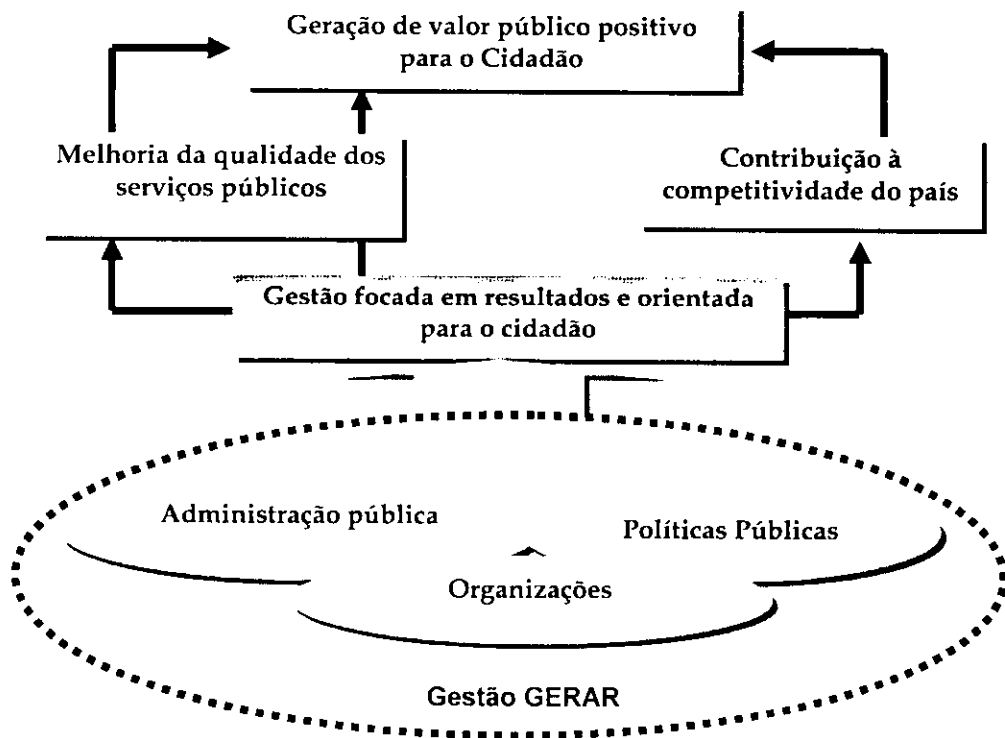 Geração de valor público positivo
para o Cidadão
Melhoria da qualidade dos
serviços públicos
Contribuição à
competitividade do país
Gestão focada em resultados e orientada
para o cidadão
Administração pública
Políticas Públicas
Organizações
Gestão GERAR